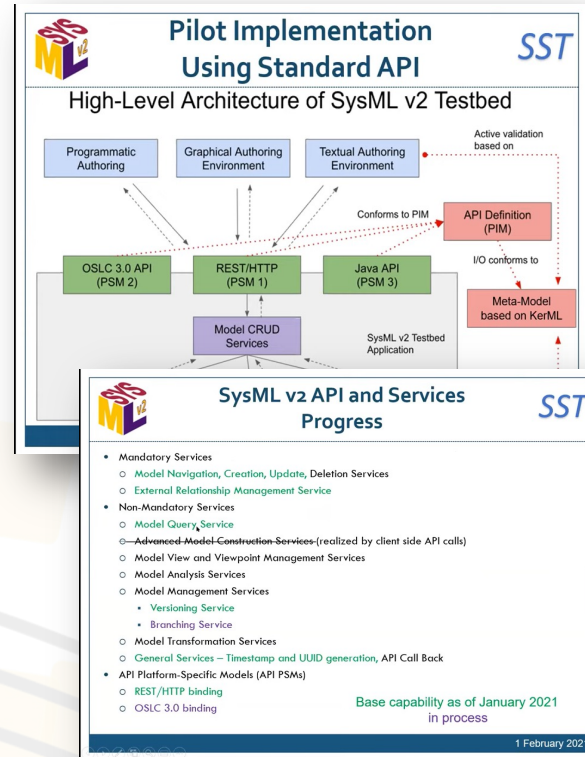 SYS
ML v2
Pilot Implementation
Using Standard API
SST
High-Level Architecture of SysML v2 Testbed
Programmatic
Authoring
Graphical Authoring
Environment
Textual Authoring
Environment
Active validation
based on
Conforms to PIM
API Definition
(PIM)
I/O conforms to
OSLC 3.0 API
(PSM 2)
REST/HTTP
(PSM 1)
Java API
(PSM 3)
Meta-Model
based on KerML
Model CRUD
Services
SysML v2 Testbed
Application
SYS
ML v2
SysML v2 API and Services
Progress
SST
• Mandatory Services
o Model Navigation, Creation, Update, Deletion Services
o External Relationship Management Service
• Non-Mandatory Services
o Model Query Service
o Advanced Model Construction Services (realized by client side API calls)
o Model View and Viewpoint Management Services
o Model Analysis Services
o Model Management Services
▪ Versioning Service
▪ Branching Service
o Model Transformation Services
o General Services – Timestamp and UUID generation, API Call Back
• API Platform-Specific Models (API PSMs)
o REST/HTTP binding
o OSLC 3.0 binding
Base capability as of January 2021
in process
1 February 202